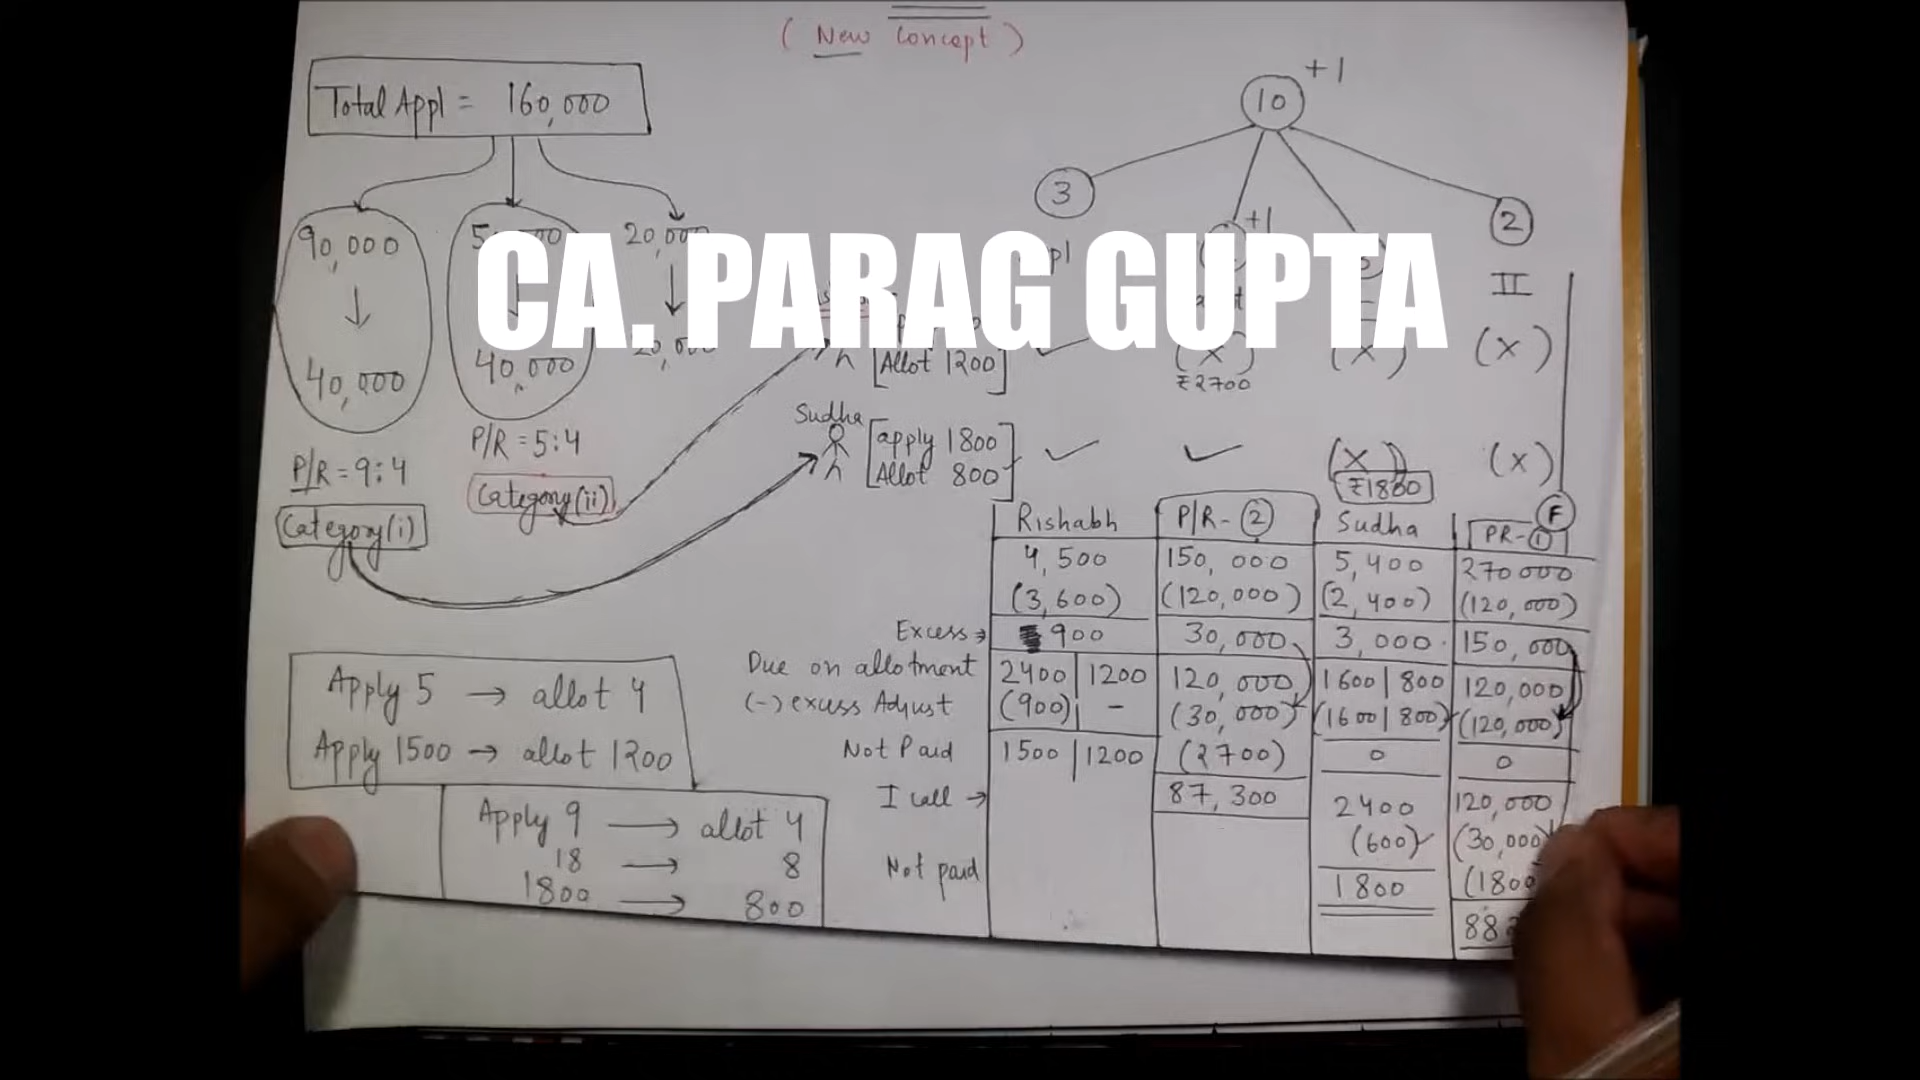 ( New Concept )
Total Appl = 160,000
90,000
40,000
P/R = 9:4
Category(i)
40,000
P/R = 5:4
Category(ii)
20,000
20,000
CA. PARAG GUPTA
10 +1
3
+1
2
II
[Allot 1200]
(X)
₹2700
(X)
(X)
Sudha
[apply 1800
Allot 800]
(X)
₹1800
(X)
F
Rishabh | P/R-② | Sudha | PR-①
4,500 | 150,000 | 5,400 | 270000
(3,600) | (120,000) | (2,400) | (120,000)
Excess → 900 | 30,000 | 3,000 | 150,000
Due on allotment 2400 | 1200 | 120,000 | 1600 | 800 | 120,000
(-) excess Adjust (900) | - | (30,000) | (1600 | 800) | (120,000)
Not Paid 1500 | 1200 | (2700) | 0 | 0
I call → 87,300 | 2400 | 120,000
(600) | (30,000)
Not paid 1800 | (1800
88
Apply 5 → allot 4
Apply 1500 → allot 1200
Apply 9 → allot 4
18 → 8
1800 → 800